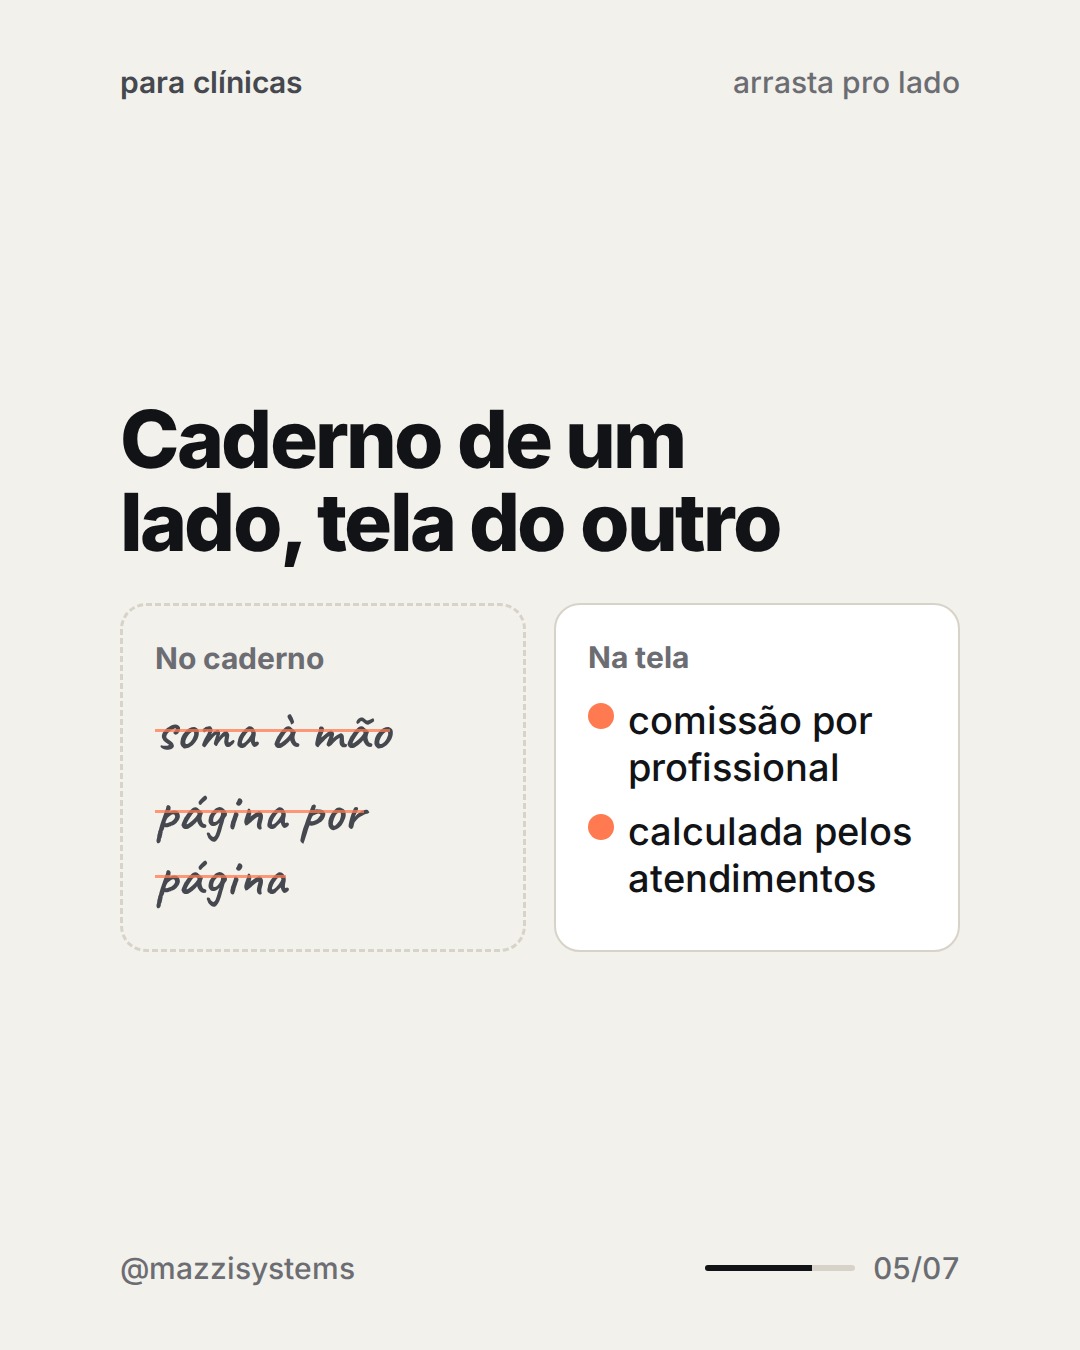 para clínicas
arrasta pro lado
Caderno de um
lado, tela do outro
No caderno
soma à mão
página por
página
Na tela
comissão por
profissional
calculada pelos
atendimentos
@mazzisystems
05/07